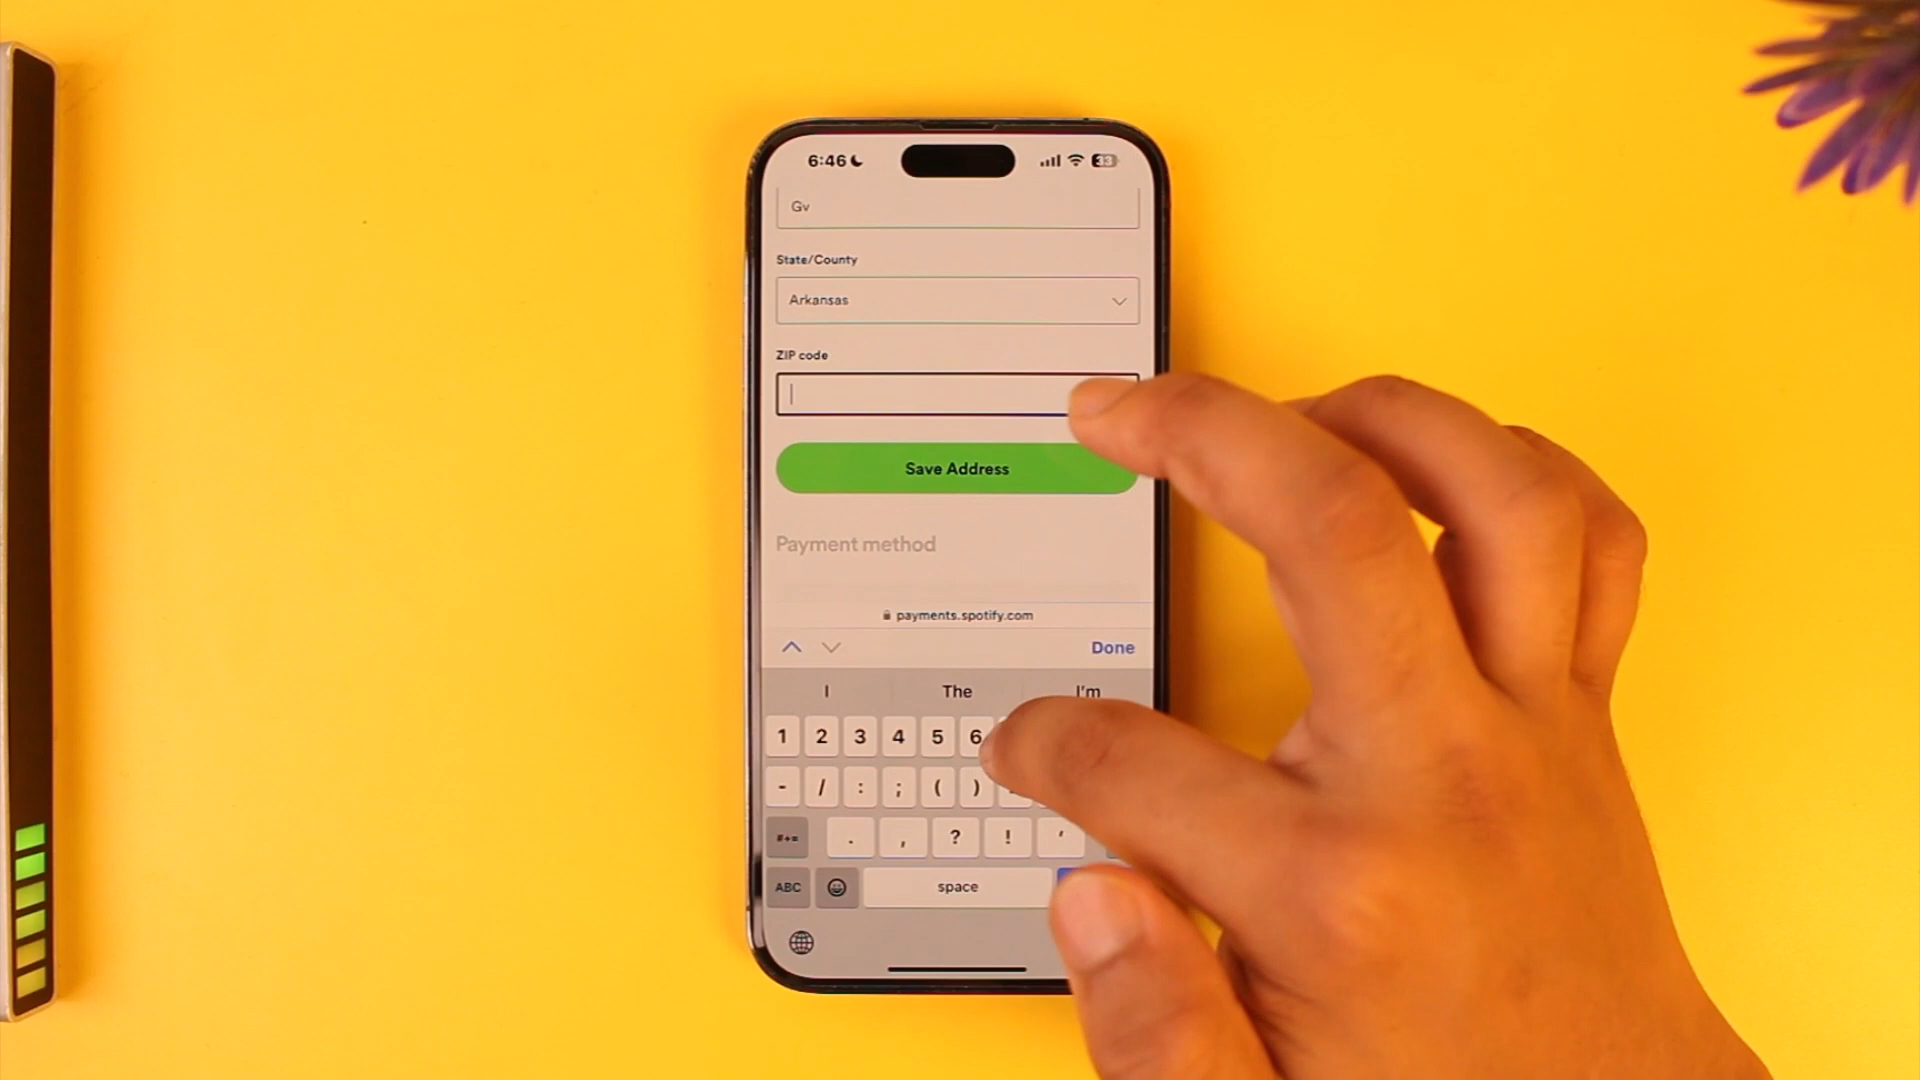 6:46
33
Gv
State/County
Arkansas
ZIP code
Save Address
Payment method
payments.spotify.com
Done
I The I'm
1 2 3 4 5 6
- / : ; ( )
#+= . , ? ! '
ABC space